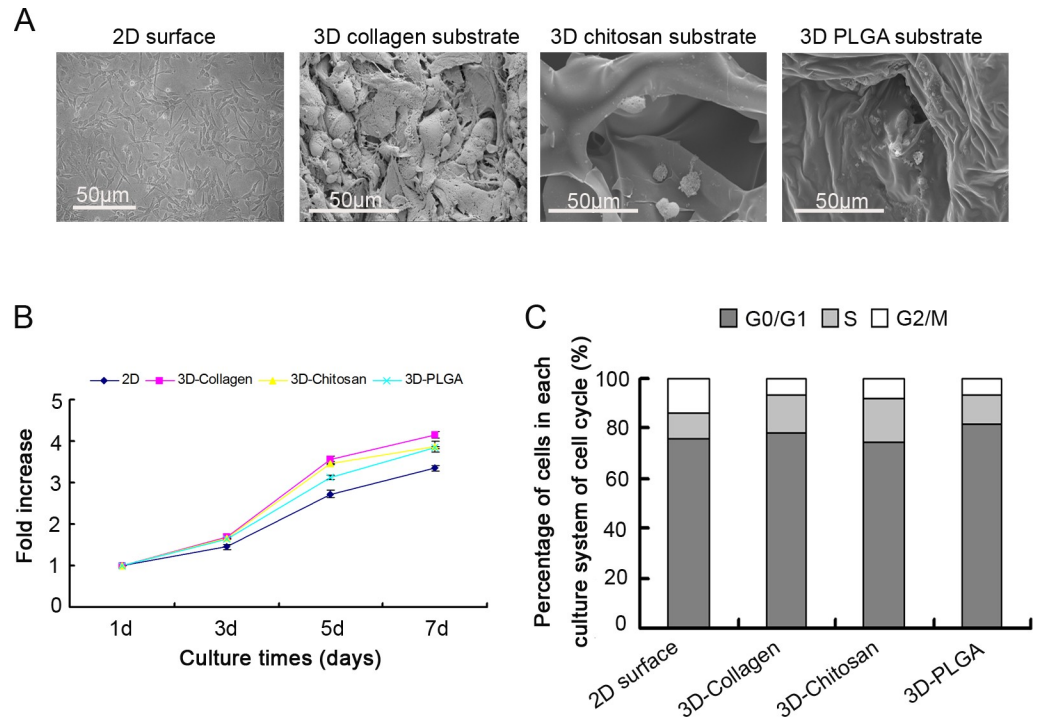 A
2D surface
3D collagen substrate
3D chitosan substrate
3D PLGA substrate
50μm
50μm
50μm
50μm
B
2D
3D-Collagen
3D-Chitosan
3D-PLGA
5
4
3
2
1
0
Fold increase
1d
3d
5d
7d
Culture times (days)
C
G0/G1
S
G2/M
Percentage of cells in each
culture system of cell cycle (%)
100
80
60
40
20
0
2D surface
3D-Collagen
3D-Chitosan
3D-PLGA